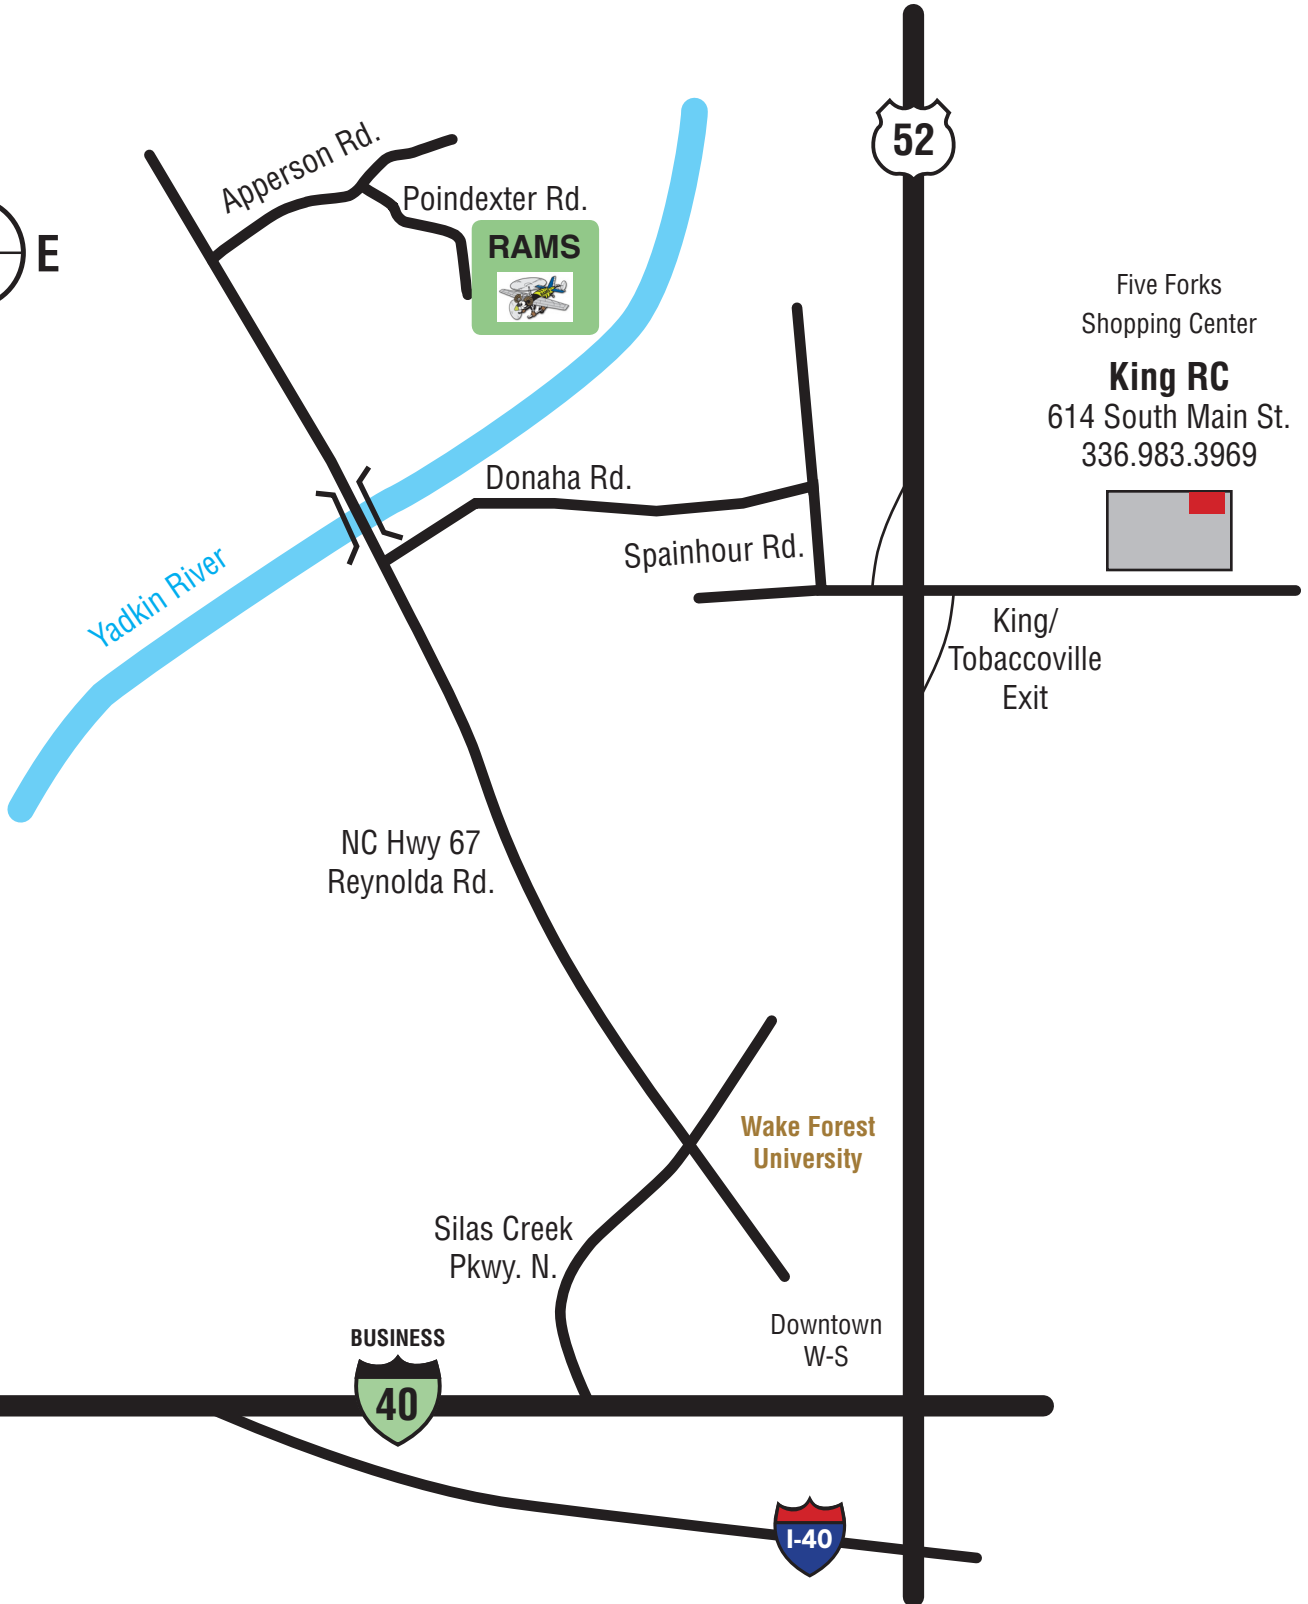 52
Apperson Rd.
Poindexter Rd.
E
RAMS
Five Forks
Shopping Center
King RC
614 South Main St.
336.983.3969
Donaha Rd.
Spainhour Rd.
Yadkin River
King/
Tobaccoville
Exit
NC Hwy 67
Reynolda Rd.
Wake Forest
University
Silas Creek
Pkwy. N.
Downtown
W-S
BUSINESS
40
I-40